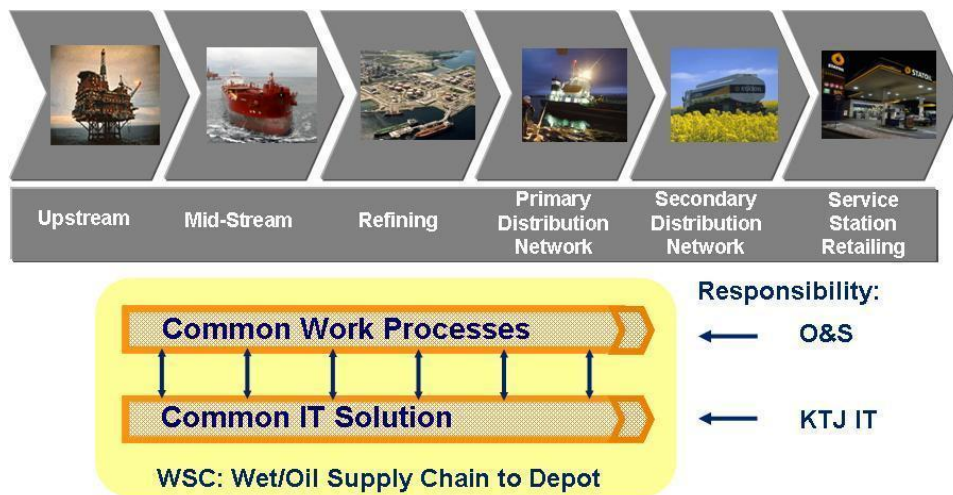 STATOIL
Upstream
Mid-Stream
Refining
Primary
Distribution
Network
Secondary
Distribution
Network
Service
Station
Retailing
Responsibility:
Common Work Processes
O&S
Common IT Solution
KTJ IT
WSC: Wet/Oil Supply Chain to Depot